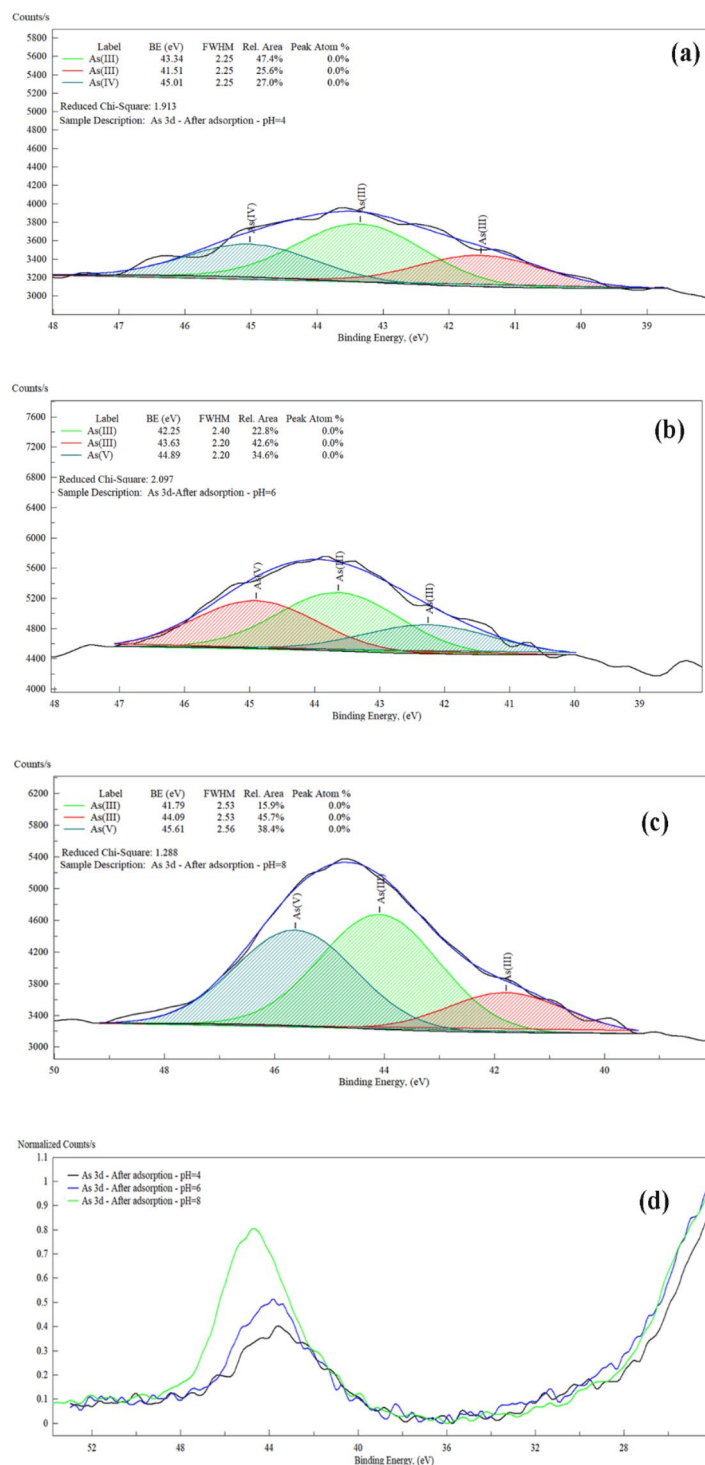 Counts/s
(a)
Label BE (eV) FWHM Rel. Area Peak Atom %
As(III) 43.34 2.25 47.4% 0.0%
As(III) 41.51 2.25 25.6% 0.0%
As(IV) 45.01 2.25 27.0% 0.0%
Reduced Chi-Square: 1.913
Sample Description: As 3d - After adsorption - pH=4
5800
5600
5400
5200
5000
4800
4600
4400
4200
4000
3800
3600
3400
3200
3000
As(IV)
As(III)
As(III)
48 47 46 45 44 43 42 41 40 39
Binding Energy, (eV)
Counts/s
(b)
Label BE (eV) FWHM Rel. Area Peak Atom %
As(III) 42.25 2.40 22.8% 0.0%
As(III) 43.63 2.20 42.6% 0.0%
As(V) 44.89 2.20 34.6% 0.0%
Reduced Chi-Square: 2.097
Sample Description: As 3d-After adsorption - pH=6
7600
7200
6800
6400
6000
5600
5200
4800
4400
4000
As(V)
As(III)
As(III)
48 47 46 45 44 43 42 41 40 39
Binding Energy, (eV)
Counts/s
(c)
Label BE (eV) FWHM Rel. Area Peak Atom %
As(III) 41.79 2.53 15.9% 0.0%
As(III) 44.09 2.53 45.7% 0.0%
As(V) 45.61 2.56 38.4% 0.0%
Reduced Chi-Square: 1.288
Sample Description: As 3d - After adsorption - pH=8
6200
5400
4600
4200
3800
3400
3000
As(V)
As(III)
As(III)
50 48 46 44 42 40
Binding Energy, (eV)
Normalized Counts/s
(d)
As 3d - After adsorption - pH=4
As 3d - After adsorption - pH=6
As 3d - After adsorption - pH=8
1.1
1
0.9
0.8
0.7
0.6
0.5
0.4
0.3
0.2
0.1
0
52 48 44 40 36 32 28
Binding Energy, (eV)